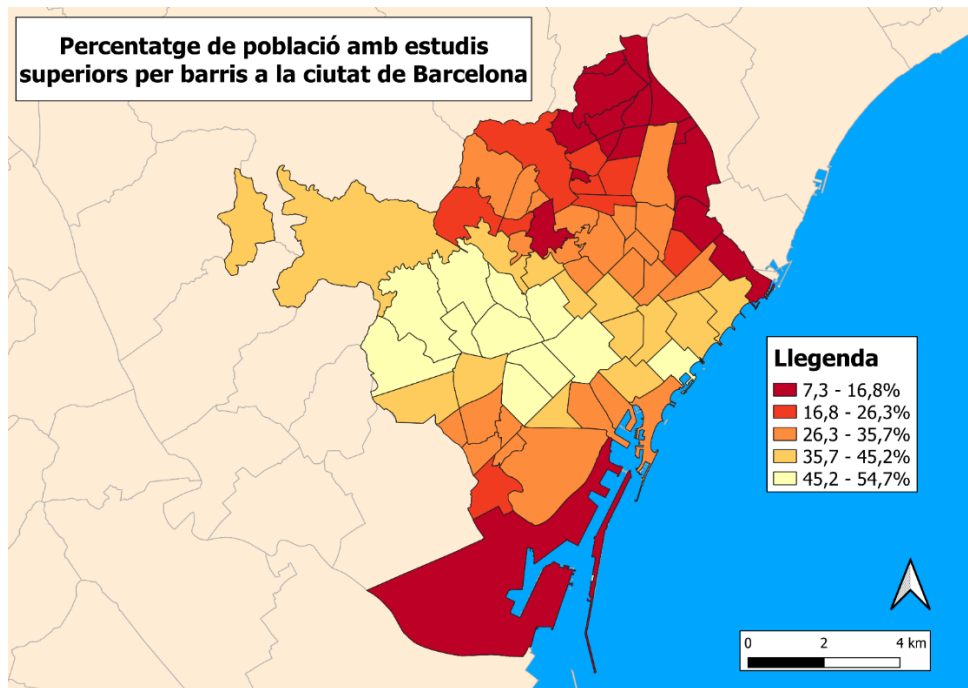 Percentatge de població amb estudis
superiors per barris a la ciutat de Barcelona
Llegenda
7,3 - 16,8%
16,8 - 26,3%
26,3 - 35,7%
35,7 - 45,2%
45,2 - 54,7%
0 2 4 km